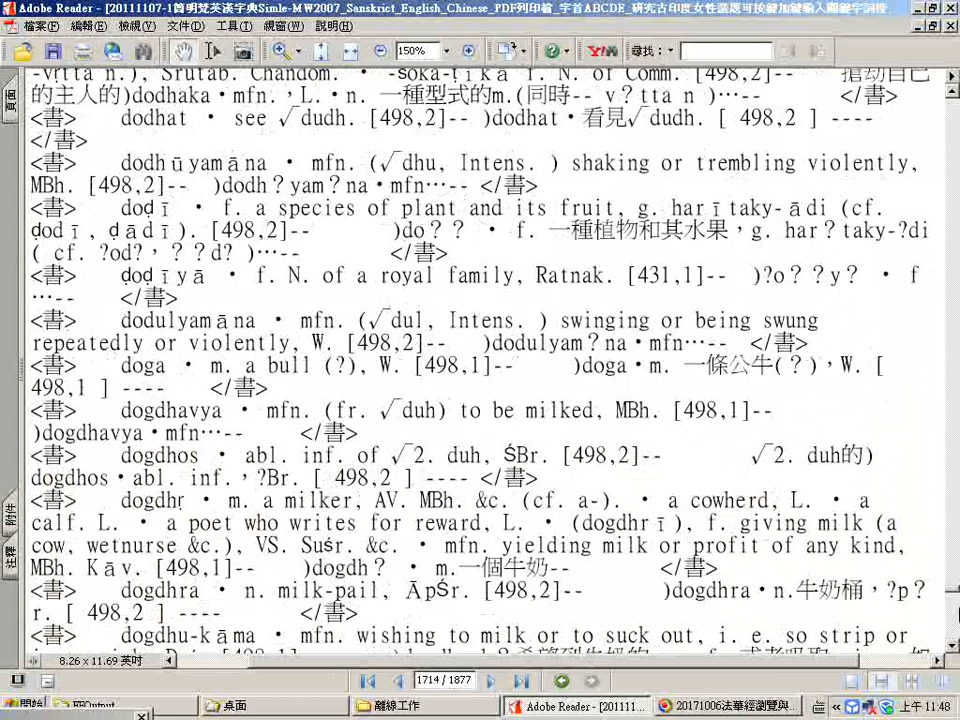 Adobe Reader - [20111107-1簡明梵英漢字典Simle-MW2007_Sanskrict_English_Chinese_PDF列印檔_字首ABCDE_研究古印度女性議題可按加鍵輸入關鍵字詞檢
檔案(F) 編輯(E) 檢視(V) 文件(D) 工具(T) 視窗(W) 說明(H)
150% Y! 尋找：
-vṛtta n.), Śrutab. Chandom. ‧ -śoka-ṭīkā f. N. of Comm. [498,2]-- 搶劫自己
的主人的)dodhaka‧mfn.，L.‧n. 一種型式的m.(同時-- v?tta n )…-- </書>
<書> dodhat ‧ see √dudh. [498,2]-- )dodhat‧看見√dudh. [ 498,2 ] ----
</書>
<書> dodhūyamāna ‧ mfn. (√dhu, Intens. ) shaking or trembling violently,
MBh. [498,2]-- )dodh?yam?na‧mfn…-- </書>
<書> doḍī ‧ f. a species of plant and its fruit, g. harītaky-ādi (cf.
ḍoḍī, ḍāḍī). [498,2]-- )do?? ‧ f. 一種植物和其水果，g. har?taky-?di
( cf. ?od?，??d? )…-- </書>
<書> ḍoḍīyā ‧ f. N. of a royal family, Ratnak. [431,1]-- )?o??y? ‧ f
…-- </書>
<書> dodulyamāna ‧ mfn. (√dul, Intens. ) swinging or being swung
repeatedly or violently, W. [498,2]-- )dodulyam?na‧mfn…-- </書>
<書> doga ‧ m. a bull (?), W. [498,1]-- )doga‧m. 一條公牛(？)，W. [
498,1 ] ---- </書>
<書> dogdhavya ‧ mfn. (fr. √duh) to be milked, MBh. [498,1]--
)dogdhavya‧mfn…-- </書>
<書> dogdhos ‧ abl. inf. of √2. duh, ŚBr. [498,2]-- √2. duh的)
dogdhos‧abl. inf.，?Br. [ 498,2 ] ---- </書>
<書> dogdhṛ ‧ m. a milker, AV. MBh. &c. (cf. a-). ‧ a cowherd, L. ‧ a
calf. L. ‧ a poet who writes for reward, L. ‧ (dogdhrī), f. giving milk (a
cow, wetnurse &c.), VS. Suśr. &c. ‧ mfn. yielding milk or profit of any kind,
MBh. Kāv. [498,1]-- )dogdh? ‧ m.一個牛奶-- </書>
<書> dogdhra ‧ n. milk-pail, ĀpŚr. [498,2]-- )dogdhra‧n.牛奶桶，?p?
r. [ 498,2 ] ---- </書>
<書> dogdhu-kāma ‧ mfn. wishing to milk or to suck out, i. e. so strip or
頁面
附件
注釋
8.26 x 11.69 英吋
1714 / 1877
開始 FFOutput 桌面 離線工作 Adobe Reader - [201111... 20171006法華經瀏覽與... 上午 11:48